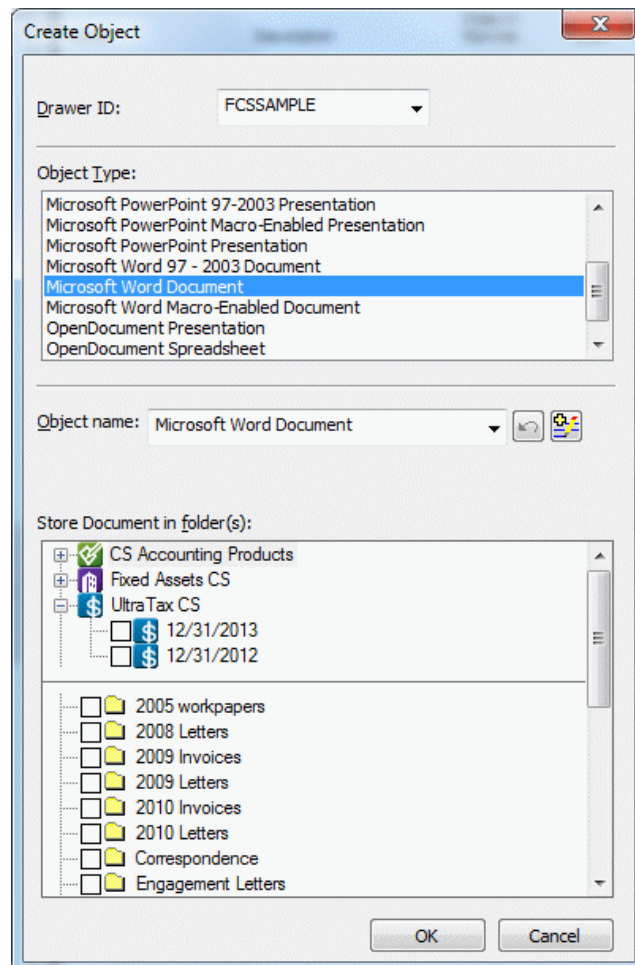 Create Object
Drawer ID: FCSSAMPLE
Object Type:
Microsoft PowerPoint 97-2003 Presentation
Microsoft PowerPoint Macro-Enabled Presentation
Microsoft PowerPoint Presentation
Microsoft Word 97 - 2003 Document
Microsoft Word Document
Microsoft Word Macro-Enabled Document
OpenDocument Presentation
OpenDocument Spreadsheet
Object name: Microsoft Word Document
Store Document in folder(s):
CS Accounting Products
Fixed Assets CS
UltraTax CS
12/31/2013
12/31/2012
2005 workpapers
2008 Letters
2009 Invoices
2009 Letters
2010 Invoices
2010 Letters
Correspondence
Engagement Letters
OK Cancel